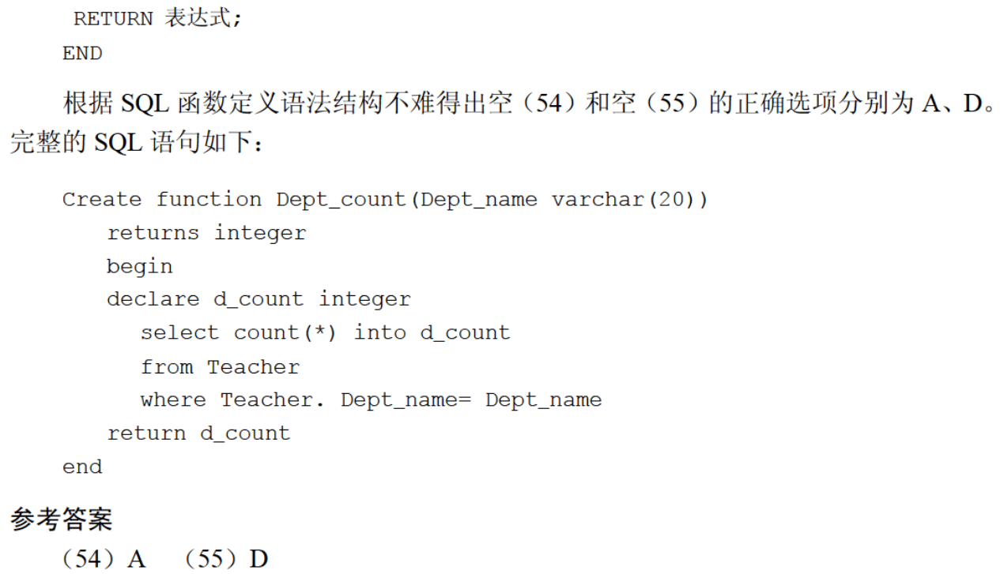 RETURN 表达式;
END
根据 SQL 函数定义语法结构不难得出空（54）和空（55）的正确选项分别为 A、D。
完整的 SQL 语句如下：
Create function Dept_count(Dept_name varchar(20))
returns integer
begin
declare d_count integer
select count(*) into d_count
from Teacher
where Teacher. Dept_name= Dept_name
return d_count
end
参考答案
（54）A （55）D